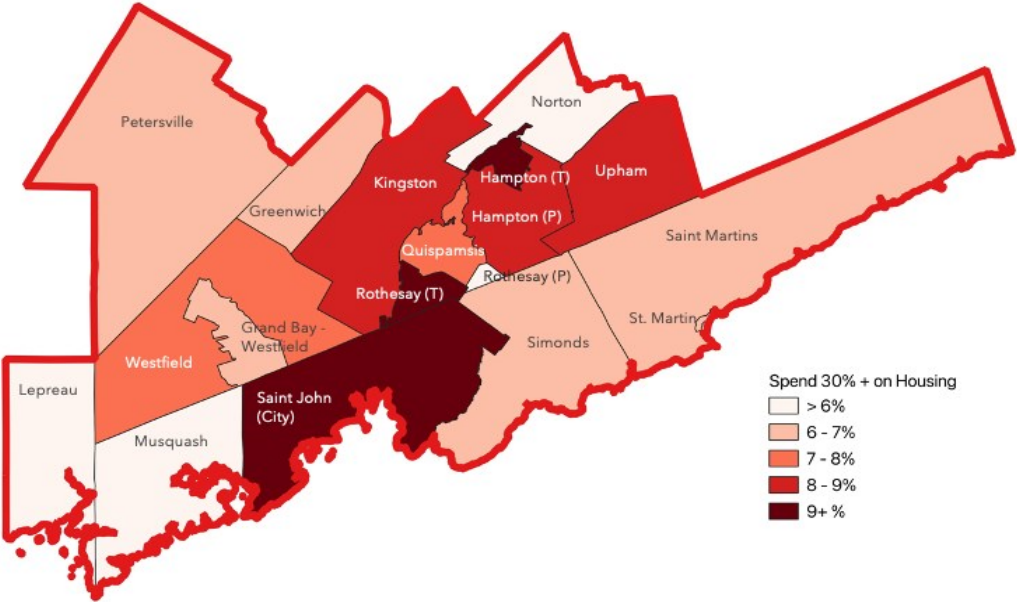 Petersville
Norton
Kingston
Hampton (T)
Upham
Greenwich
Hampton (P)
Quispamsis
Saint Martins
Rothesay (P)
Rothesay (T)
St. Martin
Grand Bay -
Westfield
Simonds
Westfield
Lepreau
Saint John
(City)
Musquash
Spend 30% + on Housing
> 6%
6 - 7%
7 - 8%
8 - 9%
9+ %